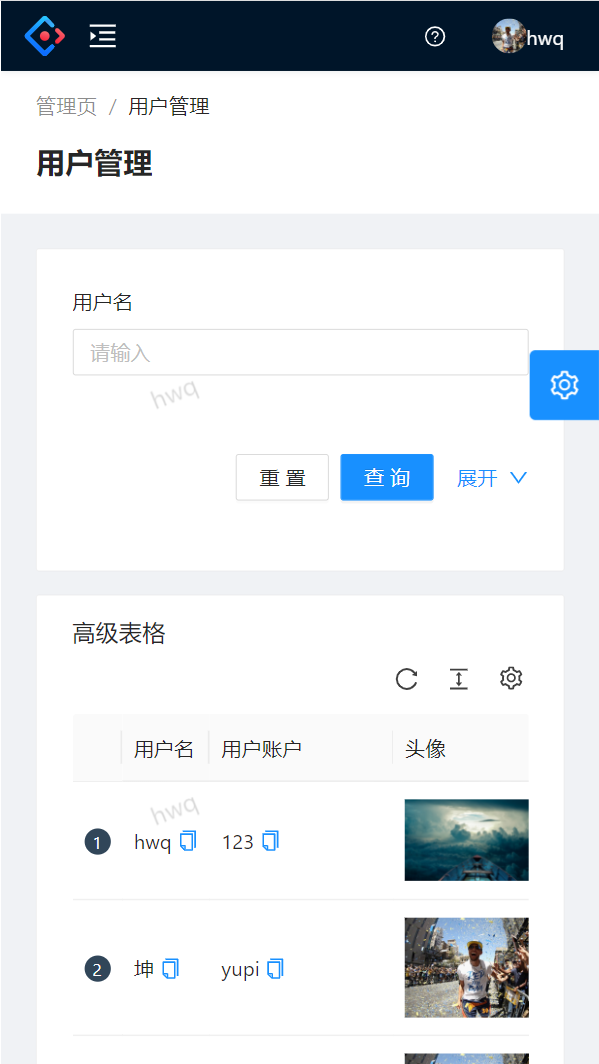 hwq
管理页 / 用户管理
用户管理
用户名
请输入
hwq
重 置 查 询 展开
高级表格
用户名 用户账户 头像
hwq
1 hwq 123
2 坤 yupi